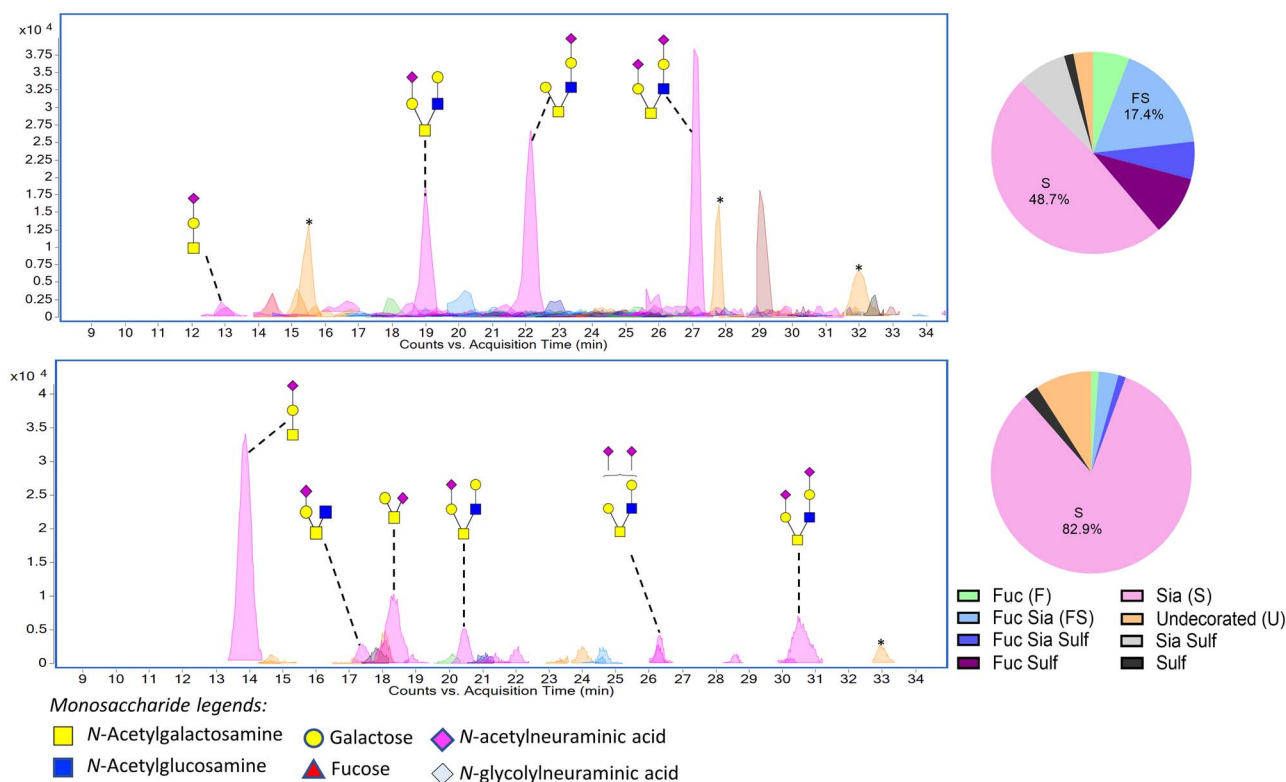 x10 4
3.75
3.5
3.25
3
2.75
2.5
2.25
2
1.75
1.5
1.25
1
0.75
0.5
0.25
0
*
*
*
9 10 11 12 13 14 15 16 17 18 19 20 21 22 23 24 25 26 27 28 29 30 31 32 33 34
Counts vs. Acquisition Time (min)
FS
17.4%
S
48.7%
x10 4
4
3.5
3
2.5
2
1.5
1
0.5
0
*
9 10 11 12 13 14 15 16 17 18 19 20 21 22 23 24 25 26 27 28 29 30 31 33 34
Counts vs. Acquisition Time (min)
S
82.9%
Fuc (F)
Fuc Sia (FS)
Fuc Sia Sulf
Fuc Sulf
Sia (S)
Undecorated (U)
Sia Sulf
Sulf
Monosaccharide legends:
N-Acetylgalactosamine
Galactose
N-acetylneuraminic acid
N-Acetylglucosamine
Fucose
N-glycolylneuraminic acid